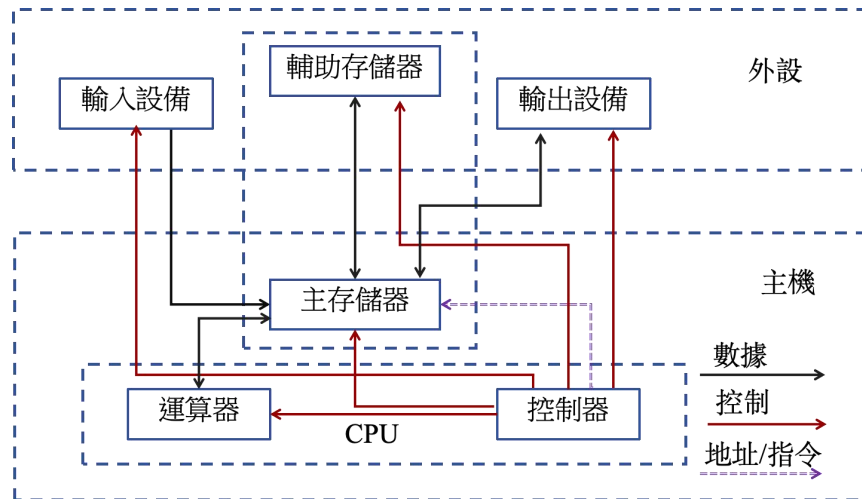 輔助存儲器
輸入設備
輸出設備
外設
主存儲器
主機
數據
運算器
控制器
控制
CPU
地址/指令